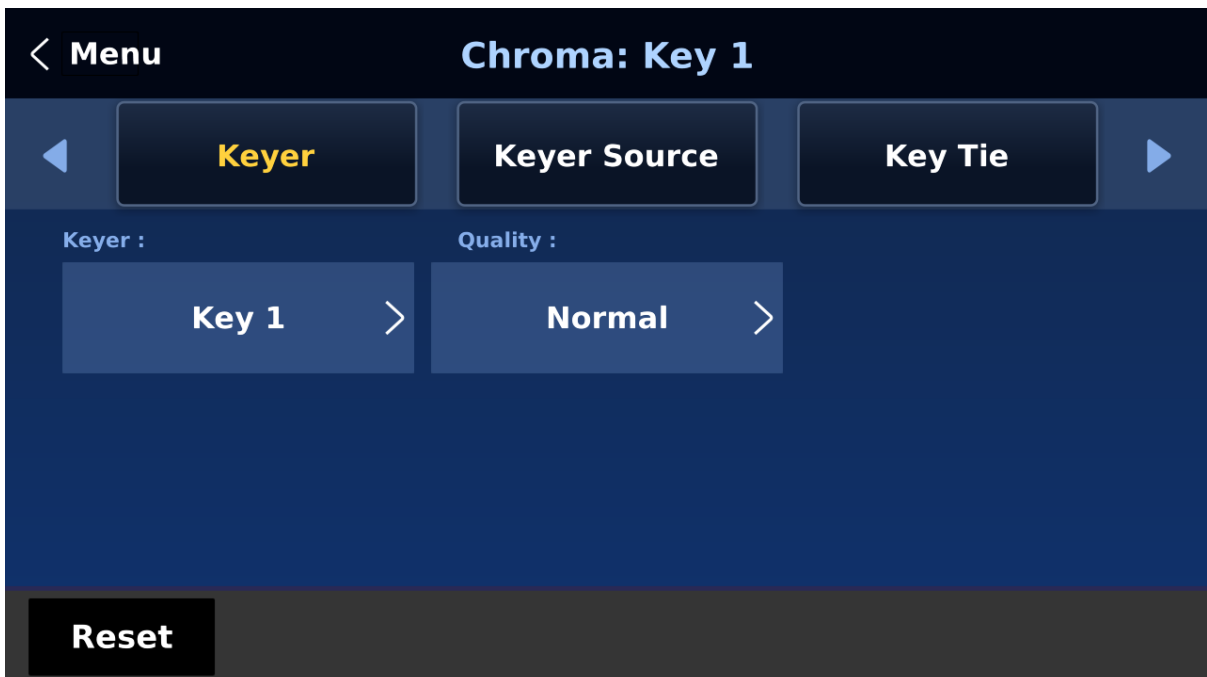 Menu
Chroma: Key 1
Keyer
Keyer Source
Key Tie
Keyer :
Quality :
Key 1
Normal
Reset